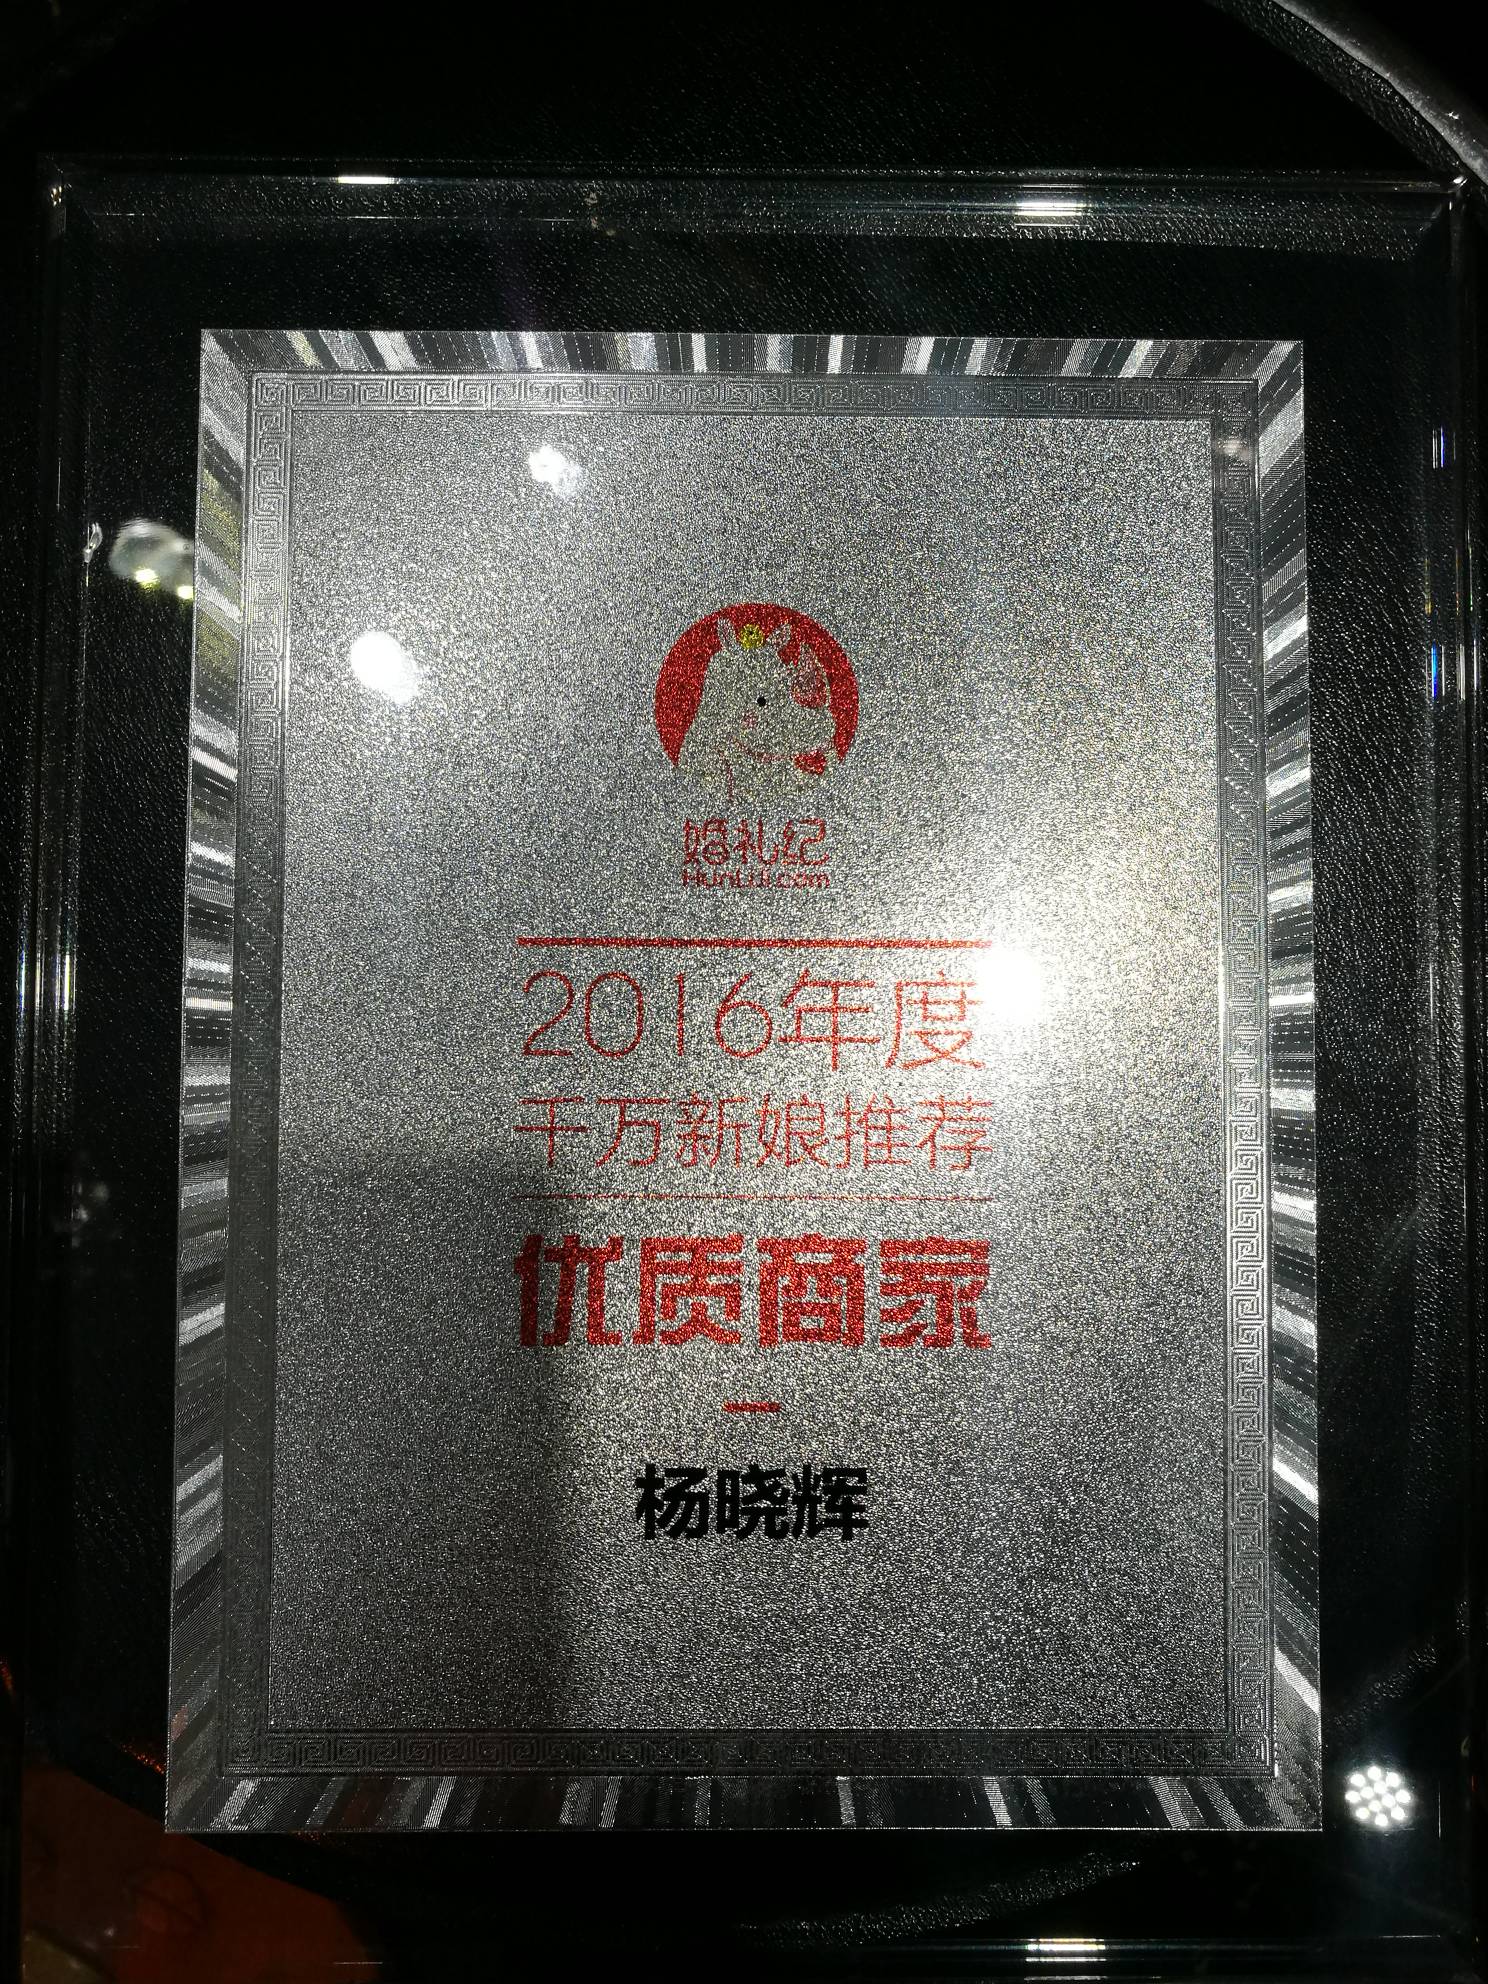 婚礼纪
HunLiJi.com
2016年度
千万新娘推荐
优质商家
杨晓辉